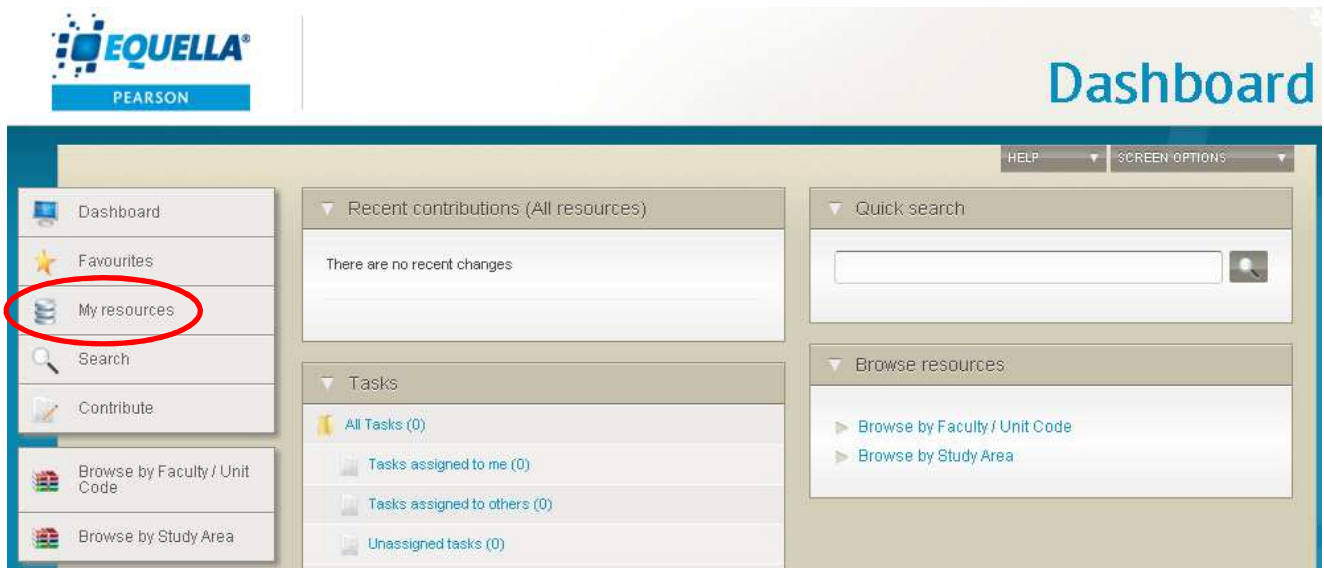 EQUELLA®
PEARSON
Dashboard
HELP
SCREEN OPTIONS
Dashboard
Favourites
My resources
Search
Contribute
Browse by Faculty / Unit
Code
Browse by Study Area
Recent contributions (All resources)
There are no recent changes
Tasks
All Tasks (0)
Tasks assigned to me (0)
Tasks assigned to others (0)
Unassigned tasks (0)
Quick search
Browse resources
Browse by Faculty / Unit Code
Browse by Study Area